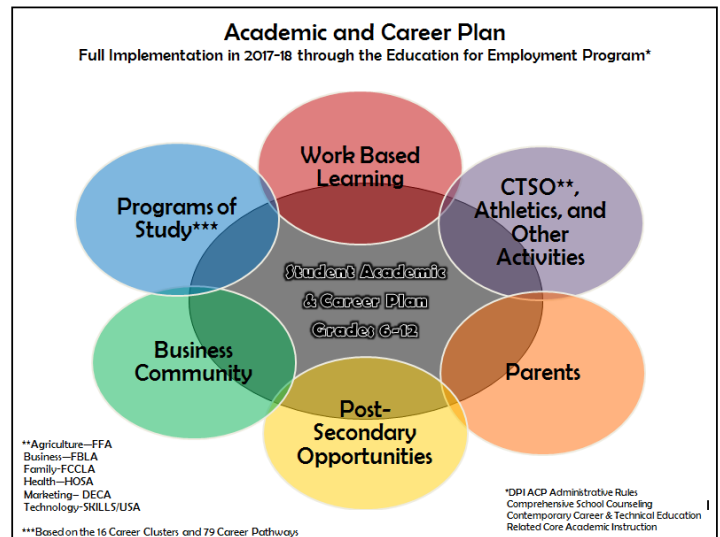 Academic and Career Plan
Full Implementation in 2017-18 through the Education for Employment Program*
Work Based
Learning
CTSO**,
Athletics, and
Other
Activities
Programs of
Study***
Student Academic
& Career Plan
Grades 6-12
Business
Community
Parents
Post-
Secondary
Opportunities
**Agriculture—FFA
Business—FBLA
Family-FCCLA
Health—HOSA
Marketing— DECA
Technology-SKILLS/USA
***Based on the 16 Career Clusters and 79 Career Pathways
*DPI ACP Administrative Rules
Comprehensive School Counseling
Contemporary Career & Technical Education
Related Core Academic Instruction